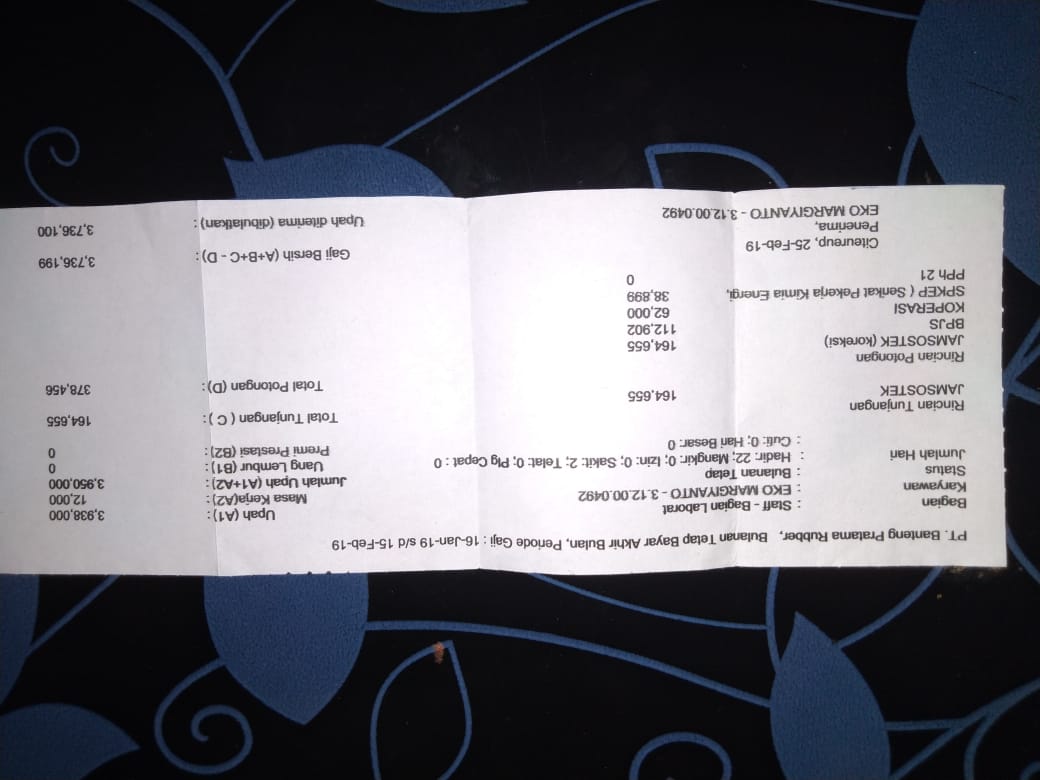 PT. Banteng Pratama Rubber, Bulanan Tetap Bayar Akhir Bulan, Periode Gaji : 16-Jan-19 s/d 15-Feb-19
Bagian : Staff - Bagian Laborat
Karyawan : EKO MARGIYANTO - 3.12.00.0492
Status : Bulanan Tetap
Jumlah Hari : Hadir: 22; Mangkir: 0; Izin: 0; Sakit: 2; Telat: 0; Plg Cepat : 0
: Cuti: 0; Hari Besar: 0
Rincian Tunjangan
JAMSOSTEK 164,655
Rincian Potongan
JAMSOSTEK (koreksi) 164,655
BPJS 112,902
KOPERASI 62,000
SPKEP ( Serikat Pekerja Kimia Energi, 38,899
PPh 21 0
Citeureup, 25-Feb-19
Penerima,
EKO MARGIYANTO - 3.12.00.0492
Upah (A1) : 3,938,000
Masa Kerja(A2) : 12,000
Jumlah Upah (A1+A2) : 3,950,000
Uang Lembur (B1) : 0
Premi Prestasi (B2) : 0
Total Tunjangan ( C ) : 164,655
Total Potongan (D) : 378,456
Gaji Bersih (A+B+C - D) : 3,736,199
Upah diterima (dibulatkan) : 3,736,100